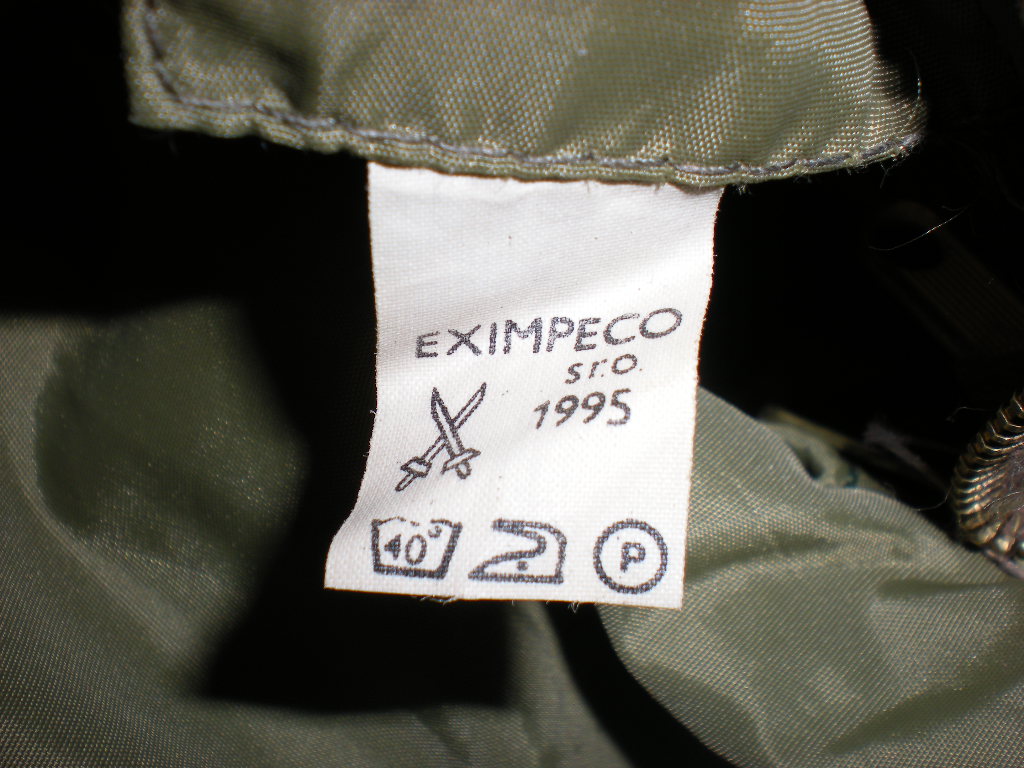 EXIMPECO
s r.o.
1995
40°
P